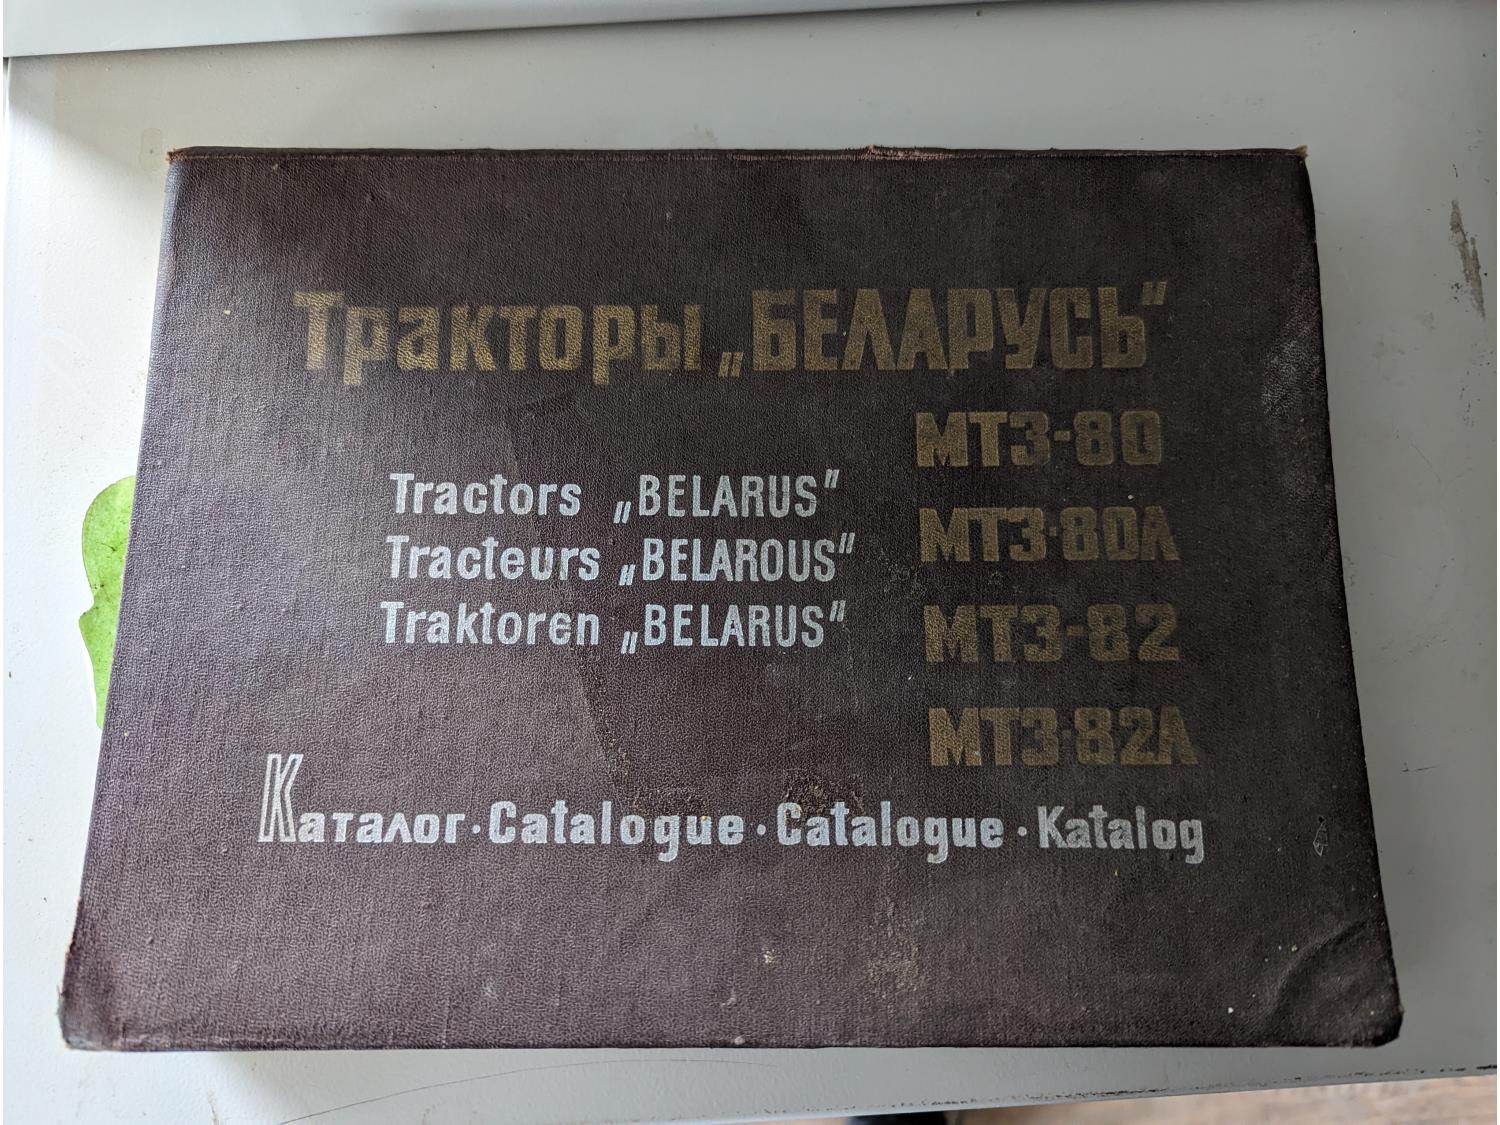 Тракторы „БЕЛАРУСЬ"
МТЗ-80
Tractors „BELARUS"
МТЗ-80Л
Tracteurs „BELAROUS"
Traktoren „BELARUS"
МТЗ-82
МТЗ-82Л
Каталог · Catalogue · Catalogue · Katalog